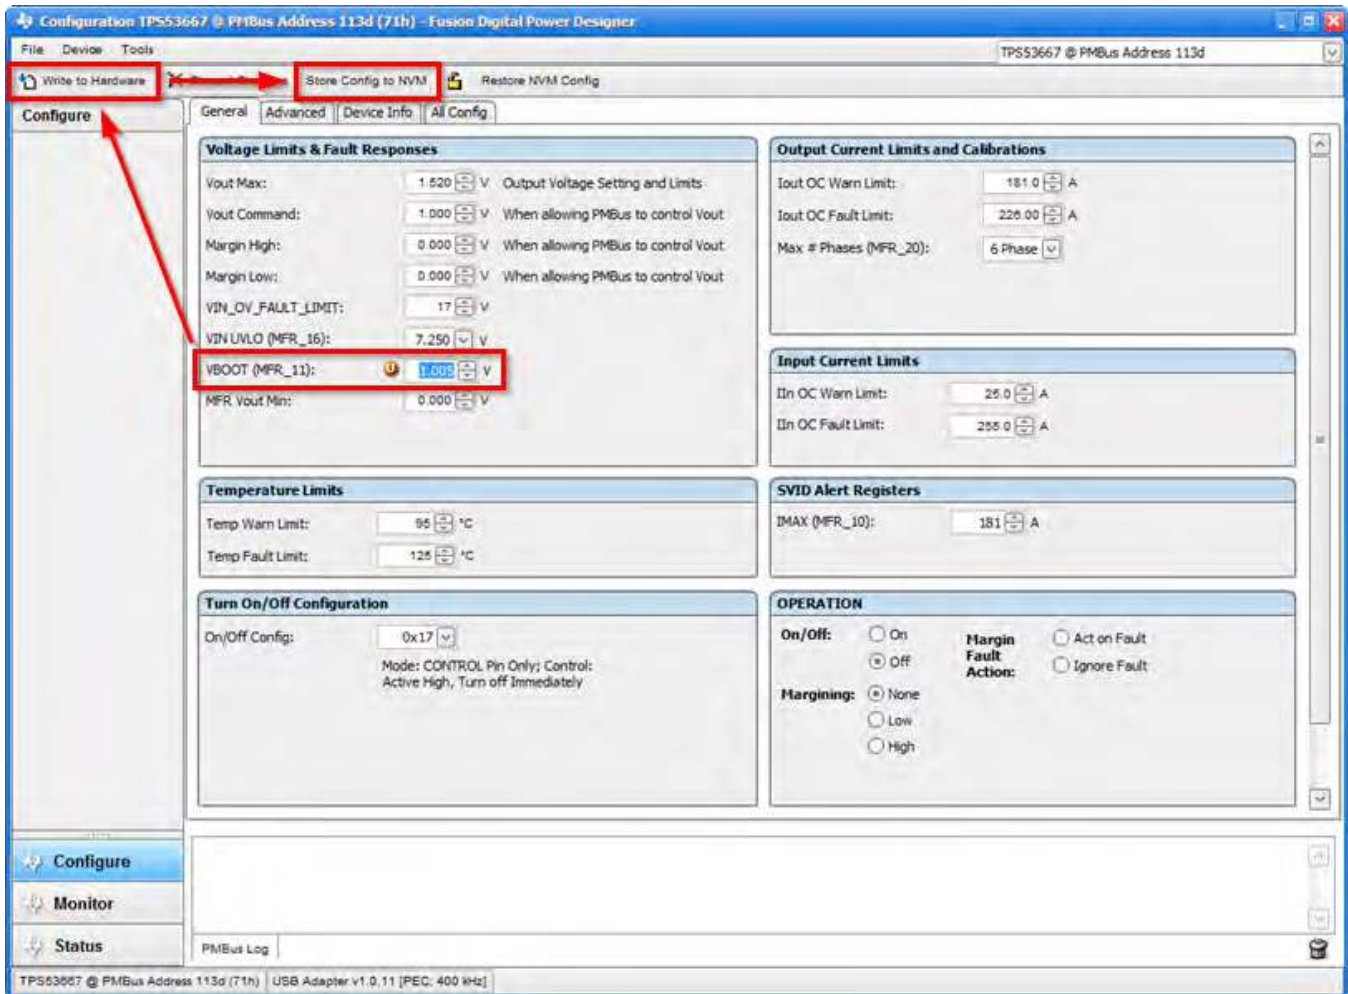 Configuration TPS53667 @ PMBus Address 113d (71h) - Fusion Digital Power Designer
File Device Tools
TPS53667 @ PMBus Address 113d
Write to Hardware Store Config to NVM Restore NVM Config
Configure
General Advanced Device Info All Config
Voltage Limits & Fault Responses
Vout Max: 1.520 V Output Voltage Setting and Limits
Vout Command: 1.000 V When allowing PMBus to control Vout
Margin High: 0.000 V When allowing PMBus to control Vout
Margin Low: 0.000 V When allowing PMBus to control Vout
VIN_OV_FAULT_LIMIT: 17 V
VIN UVLO (MFR_16): 7.250 V
VBOOT (MFR_11): 1.005 V
MFR Vout Min: 0.000 V
Output Current Limits and Calibrations
Iout OC Warn Limit: 181.0 A
Iout OC Fault Limit: 226.00 A
Max # Phases (MFR_20): 6 Phase
Input Current Limits
IIn OC Warn Limit: 25.0 A
IIn OC Fault Limit: 255.0 A
Temperature Limits
Temp Warn Limit: 95 °C
Temp Fault Limit: 125 °C
SVID Alert Registers
IMAX (MFR_10): 181 A
Turn On/Off Configuration
On/Off Config: 0x17
Mode: CONTROL Pin Only; Control:
Active High, Turn off Immediately
OPERATION
On/Off: On
Off
Margining: None
Low
High
Margin
Fault
Action:
Act on Fault
Ignore Fault
Configure
Monitor
Status
PMBus Log
TPS53667 @ PMBus Address 113d (71h) USB Adapter v1.0.11 [PEC; 400 kHz]